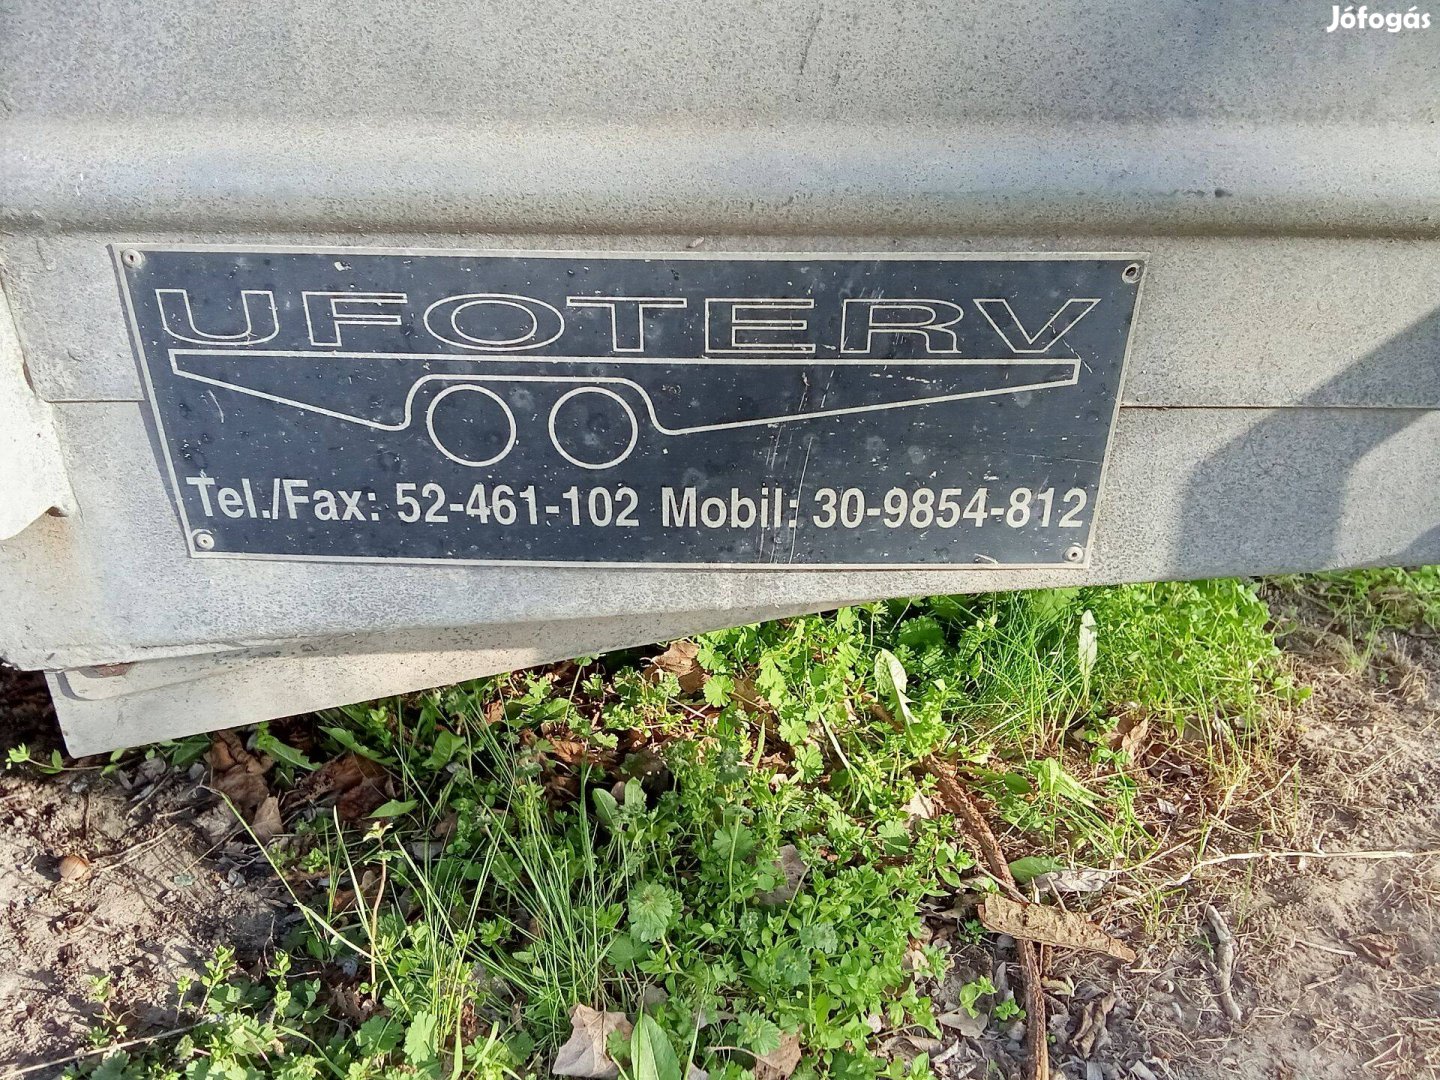 Jófogás
UFOTERV
Tel./Fax: 52-461-102 Mobil: 30-9854-812